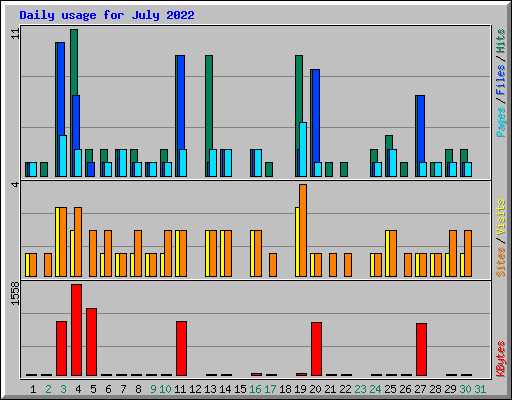 Daily usage for July 2022
11
Pages / Files / Hits
4
Sites / Visits
1558
KBytes
1 2 3 4 5 6 7 8 9 10 11 12 13 14 15 16 17 18 19 20 21 22 23 24 25 26 27 28 29 30 31